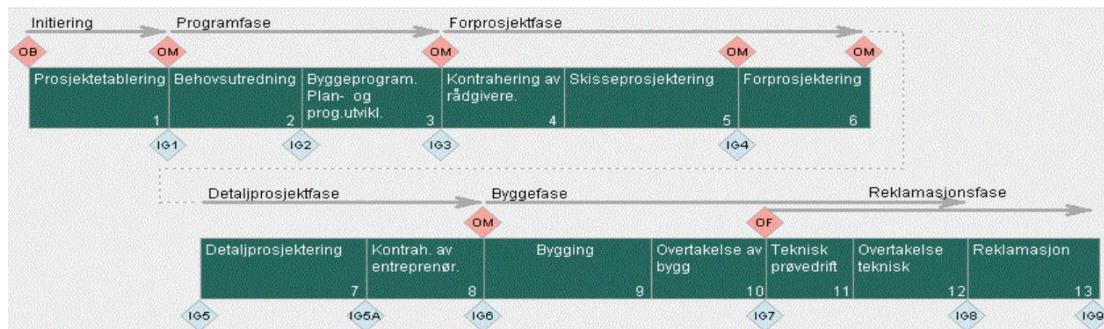 Initiering
Programfase
Forprosjektfase
OB
OM
OM
OM
OM
Prosjektetablering
1
Behovsutredning
2
Byggeprogram.
Plan- og
prog.utvikl.
3
Kontrahering av
rådgivere.
4
Skisseprosjektering
5
Forprosjektering
6
IG1
IG2
IG3
IG4
Detaljprosjektfase
Byggefase
Reklamasjonsfase
OM
OF
Detaljprosjektering
7
Kontrah. av
entreprenør.
8
Bygging
9
Overtakelse av
bygg
10
Teknisk
prøvedrift
11
Overtakelse
teknisk
12
Reklamasjon
13
IG5
IG5A
IG6
IG7
IG8
IG9